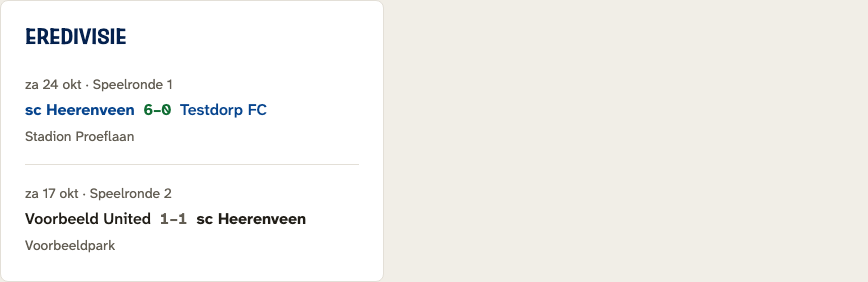 EREDIVISIE
za 24 okt · Speelronde 1
sc Heerenveen 6–0 Testdorp FC
Stadion Proeflaan
za 17 okt · Speelronde 2
Voorbeeld United 1–1 sc Heerenveen
Voorbeeldpark